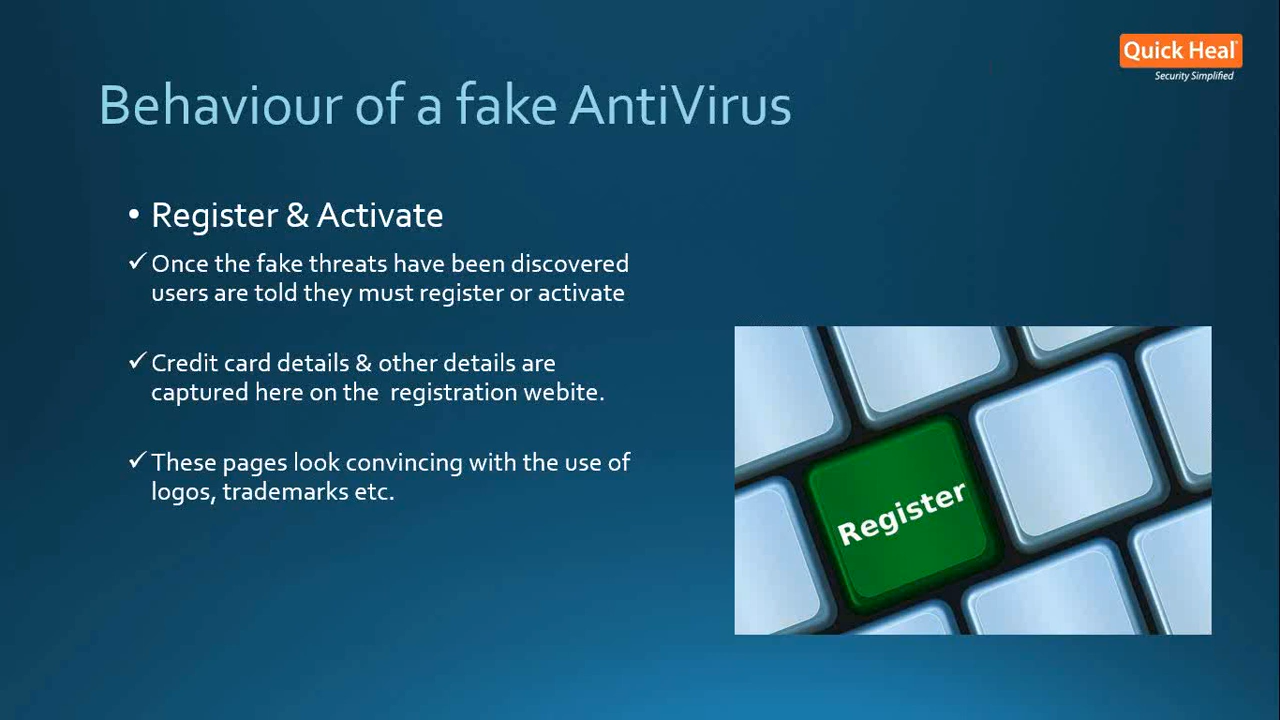 Quick Heal
Security Simplified
Behaviour of a fake AntiVirus
• Register & Activate
✓ Once the fake threats have been discovered
users are told they must register or activate
✓ Credit card details & other details are
captured here on the registration webite.
✓ These pages look convincing with the use of
logos, trademarks etc.
Register